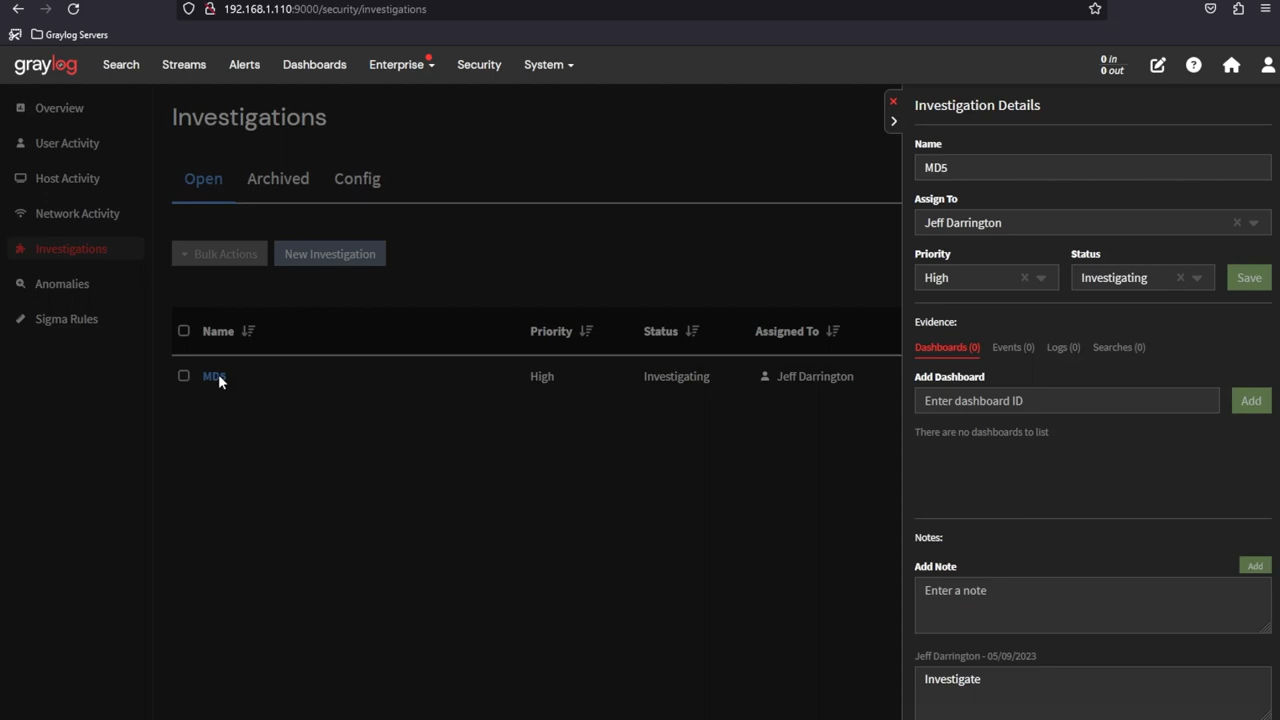 192.168.1.110:9000/security/investigations
Graylog Servers
graylog Search Streams Alerts Dashboards Enterprise Security System 0 in
0 out
Overview
User Activity
Host Activity
Network Activity
Investigations
Anomalies
Sigma Rules
Investigations
Open Archived Config
Bulk Actions New Investigation
Name Priority Status Assigned To
MD5 High Investigating Jeff Darrington
Investigation Details
Name
MD5
Assign To
Jeff Darrington
Priority Status
High Investigating Save
Evidence:
Dashboards (0) Events (0) Logs (0) Searches (0)
Add Dashboard
Enter dashboard ID Add
There are no dashboards to list
Notes:
Add Note Add
Enter a note
Jeff Darrington - 05/09/2023
Investigate